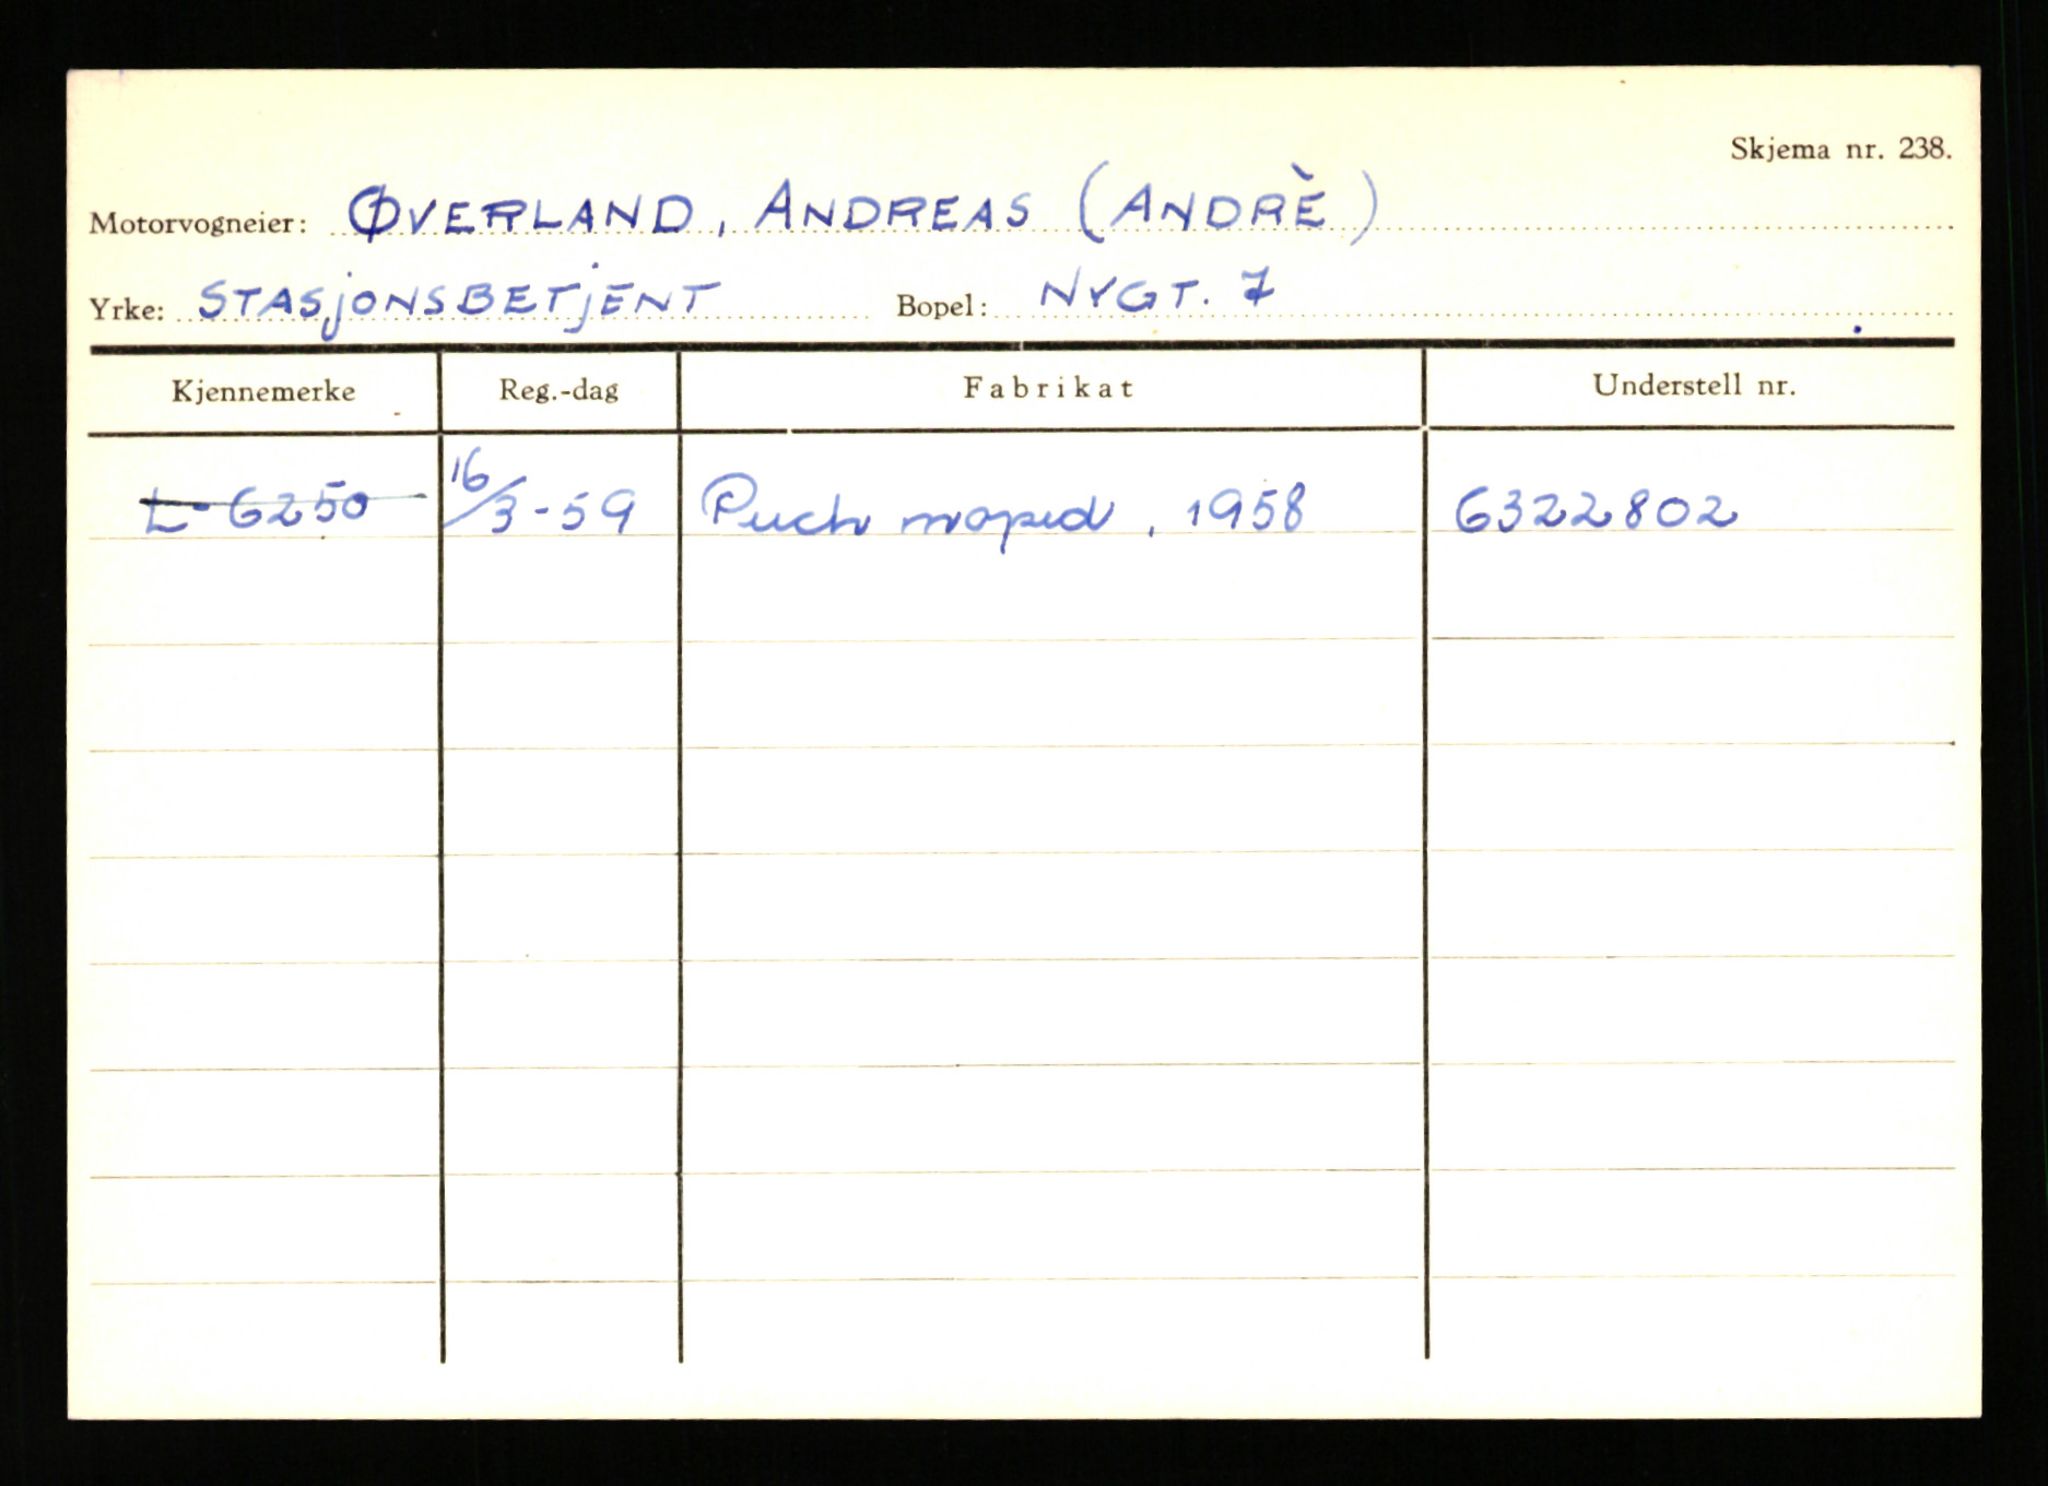 Skjema nr. 238.
Motorvogneier: ØVERLAND, ANDREAS (ANDRÈ)
Yrke: STASjONSBETjENT Bopel: NYGT. 7
Kjennemerke Reg.-dag Fabrikat Understell nr.
L-6250 16/3-59 Puch moped, 1958 6322802